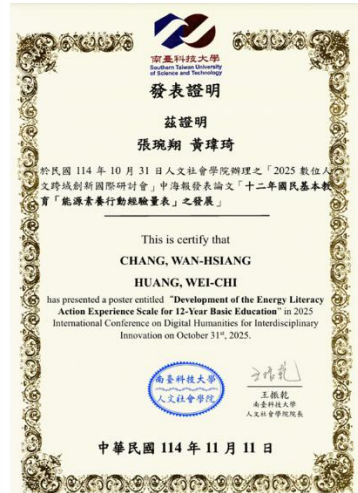 南臺科技大學
Southern Taiwan University
of Science and Technology
發表證明
茲證明
張琬翔 黃瑋琦
於民國 114 年 10 月 31 日人文社會學院辦理之「2025 數位人
文跨域創新國際研討會」中海報發表論文「十二年國民基本教
育「能源素養行動經驗量表」之發展」
This is certify that
CHANG, WAN-HSIANG
HUANG, WEI-CHI
has presented a poster entitled “Development of the Energy Literacy
Action Experience Scale for 12-Year Basic Education” in 2025
International Conference on Digital Humanities for Interdisciplinary
Innovation on October 31st, 2025.
南臺科技大學
人文社會學院
王振乾
王振乾
南臺科技大學
人文社會學院院長
中華民國 114 年 11 月 11 日